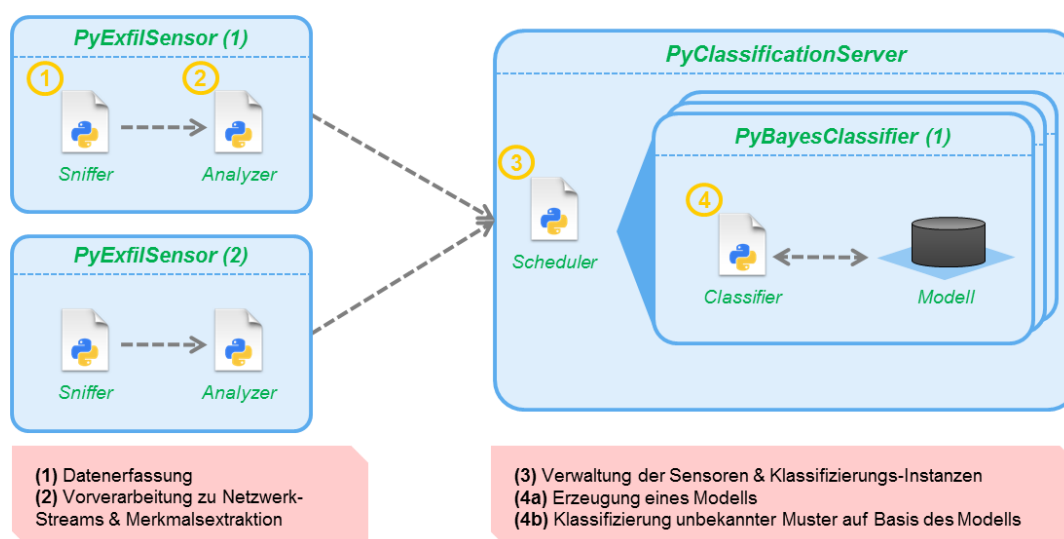 PyExfilSensor (1)
1
2
Sniffer
Analyzer
PyExfilSensor (2)
Sniffer
Analyzer
(1) Datenerfassung
(2) Vorverarbeitung zu Netzwerk-
Streams & Merkmalsextraktion
PyClassificationServer
3
Scheduler
PyBayesClassifier (1)
4
Classifier
Modell
(3) Verwaltung der Sensoren & Klassifizierungs-Instanzen
(4a) Erzeugung eines Modells
(4b) Klassifizierung unbekannter Muster auf Basis des Modells